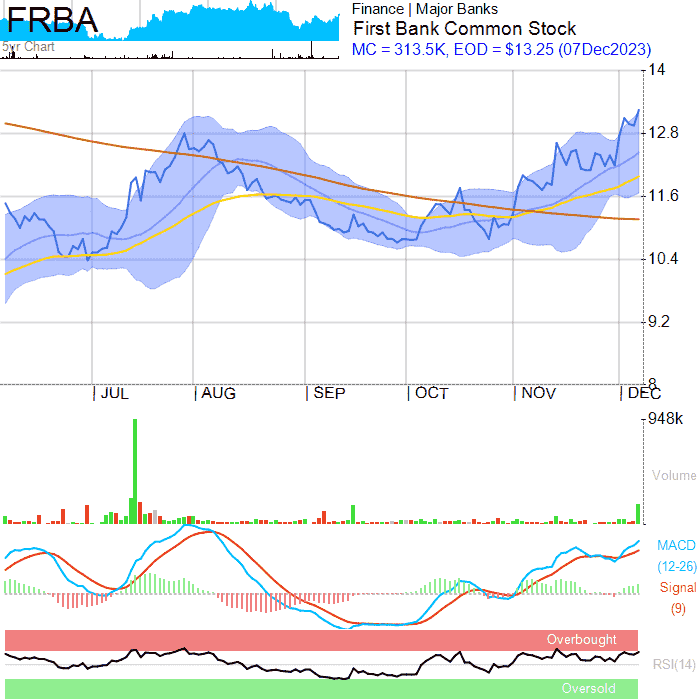 FRBA
5yr Chart
Finance | Major Banks
First Bank Common Stock
MC = 313.5K, EOD = $13.25 (07Dec2023)
14
12.8
11.6
10.4
9.2
8
JUL AUG SEP OCT NOV DEC
948k
Volume
MACD
(12-26)
Signal
(9)
Overbought
RSI(14)
Oversold